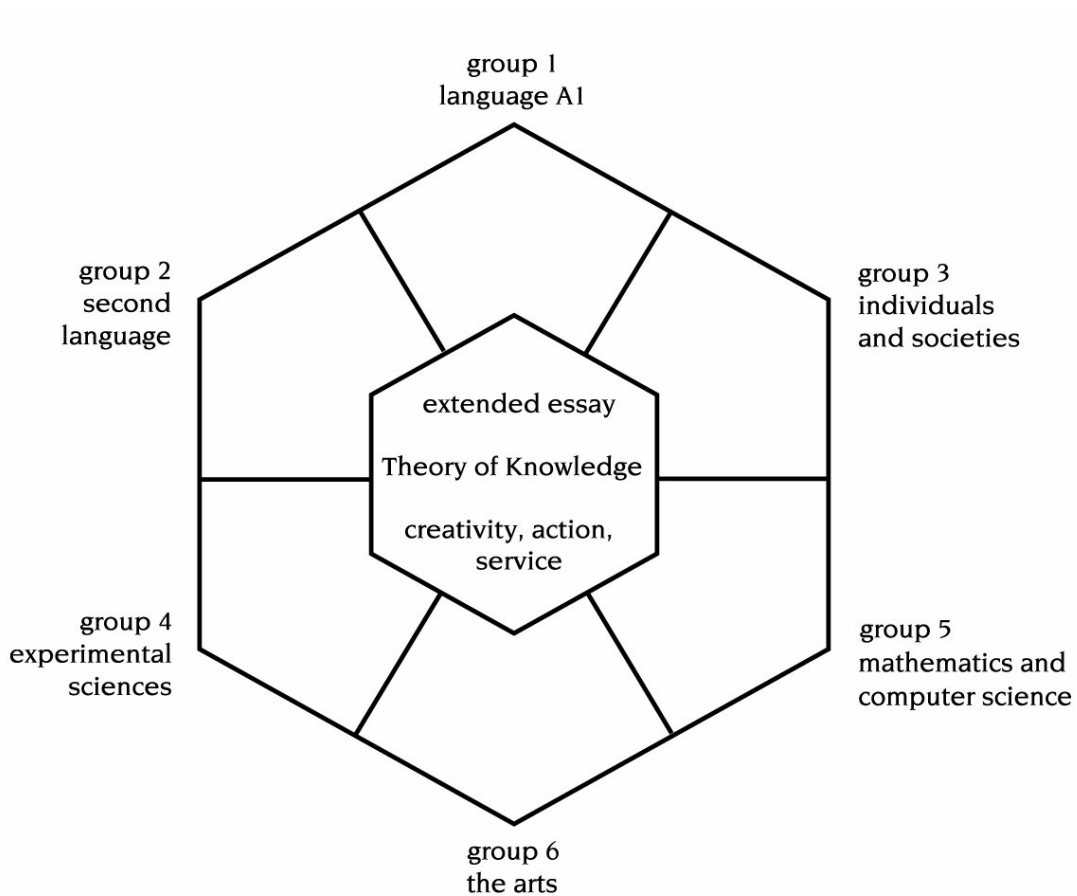 group 1
language A1
group 2
second
language
group 3
individuals
and societies
extended essay
Theory of Knowledge
creativity, action,
service
group 4
experimental
sciences
group 5
mathematics and
computer science
group 6
the arts